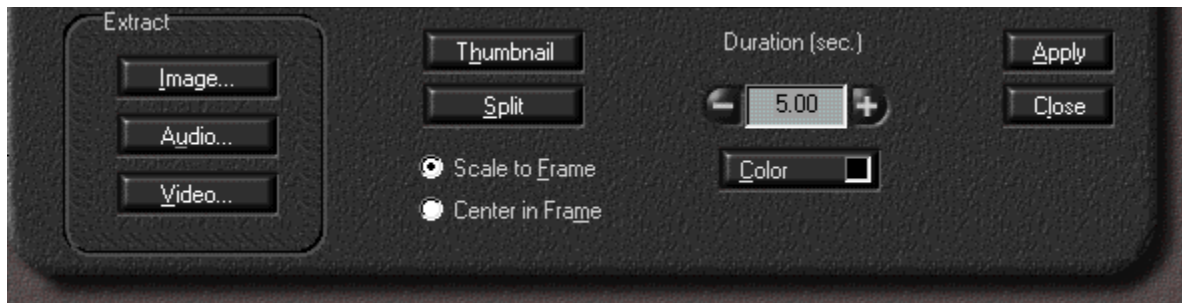 Extract
Image...
Audio...
Video...
Thumbnail
Split
Scale to Frame
Center in Frame
Duration (sec.)
5.00
Color
Apply
Close